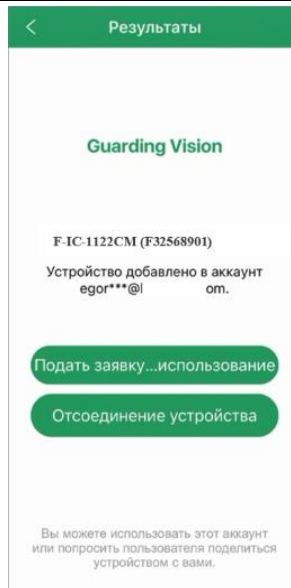 Результаты
Guarding Vision
F-IC-1122CM (F32568901)
Устройство добавлено в аккаунт
egor***@l om.
Подать заявку...использование
Отсоединение устройства
Вы можете использовать этот аккаунт
или попросить пользователя поделиться
устройством с вами.